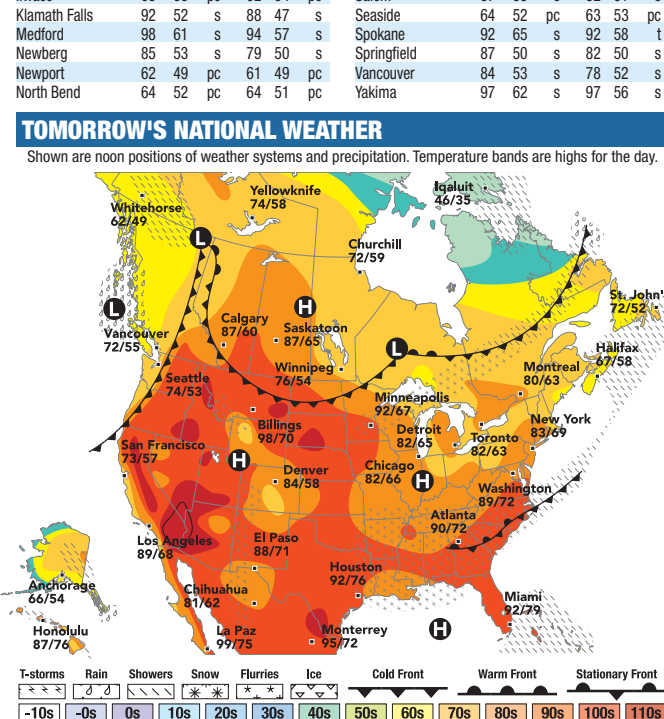 Klamath Falls 92 52 s 88 47 s
Medford 98 61 s 94 57 s
Newberg 85 53 s 79 50 s
Newport 62 49 pc 61 49 pc
North Bend 64 52 pc 64 51 pc
Seaside 64 52 pc 63 53 pc
Spokane 92 65 s 92 58 t
Springfield 87 50 s 82 50 s
Vancouver 84 53 s 78 52 s
Yakima 97 62 s 97 56 s
TOMORROW'S NATIONAL WEATHER
Shown are noon positions of weather systems and precipitation. Temperature bands are highs for the day.
Whitehorse
62/49
Yellowknife
74/58
Iqaluit
46/35
L
Churchill
72/59
L
Vancouver
72/55
Calgary
87/60
H
Saskatoon
87/65
St. John'
72/52
Winnipeg
76/54
L
Halifax
67/58
Montreal
80/63
Seattle
74/53
Minneapolis
92/67
Billings
98/70
Detroit
82/65
Toronto
82/63
New York
83/69
San Francisco
73/57
H
Denver
84/58
Chicago
82/66
H
Washington
89/72
Atlanta
90/72
Los Angeles
89/68
El Paso
88/71
Houston
92/76
Anchorage
66/54
Chihuahua
81/62
Miami
92/79
Honolulu
87/76
La Paz
99/75
Monterrey
95/72
H
T-storms Rain Showers Snow Flurries Ice Cold Front Warm Front Stationary Front
-10s -0s 0s 10s 20s 30s 40s 50s 60s 70s 80s 90s 100s 110s